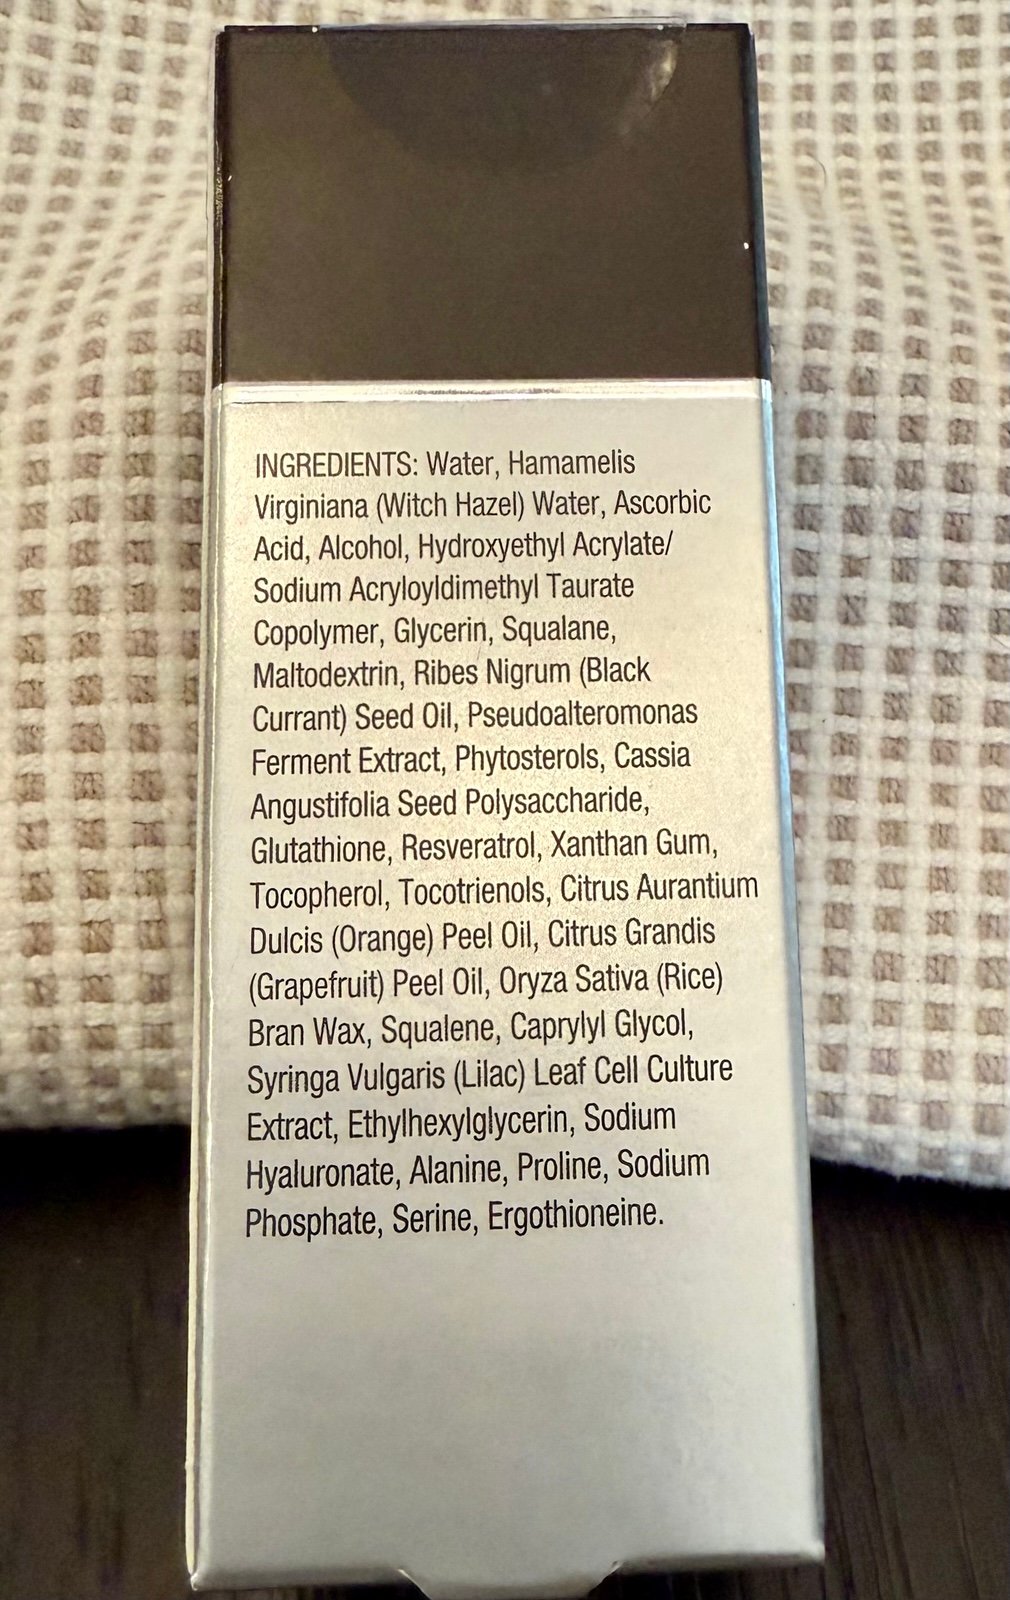 INGREDIENTS: Water, Hamamelis
Virginiana (Witch Hazel) Water, Ascorbic
Acid, Alcohol, Hydroxyethyl Acrylate/
Sodium Acryloyldimethyl Taurate
Copolymer, Glycerin, Squalane,
Maltodextrin, Ribes Nigrum (Black
Currant) Seed Oil, Pseudoalteromonas
Ferment Extract, Phytosterols, Cassia
Angustifolia Seed Polysaccharide,
Glutathione, Resveratrol, Xanthan Gum,
Tocopherol, Tocotrienols, Citrus Aurantium
Dulcis (Orange) Peel Oil, Citrus Grandis
(Grapefruit) Peel Oil, Oryza Sativa (Rice)
Bran Wax, Squalene, Caprylyl Glycol,
Syringa Vulgaris (Lilac) Leaf Cell Culture
Extract, Ethylhexylglycerin, Sodium
Hyaluronate, Alanine, Proline, Sodium
Phosphate, Serine, Ergothioneine.